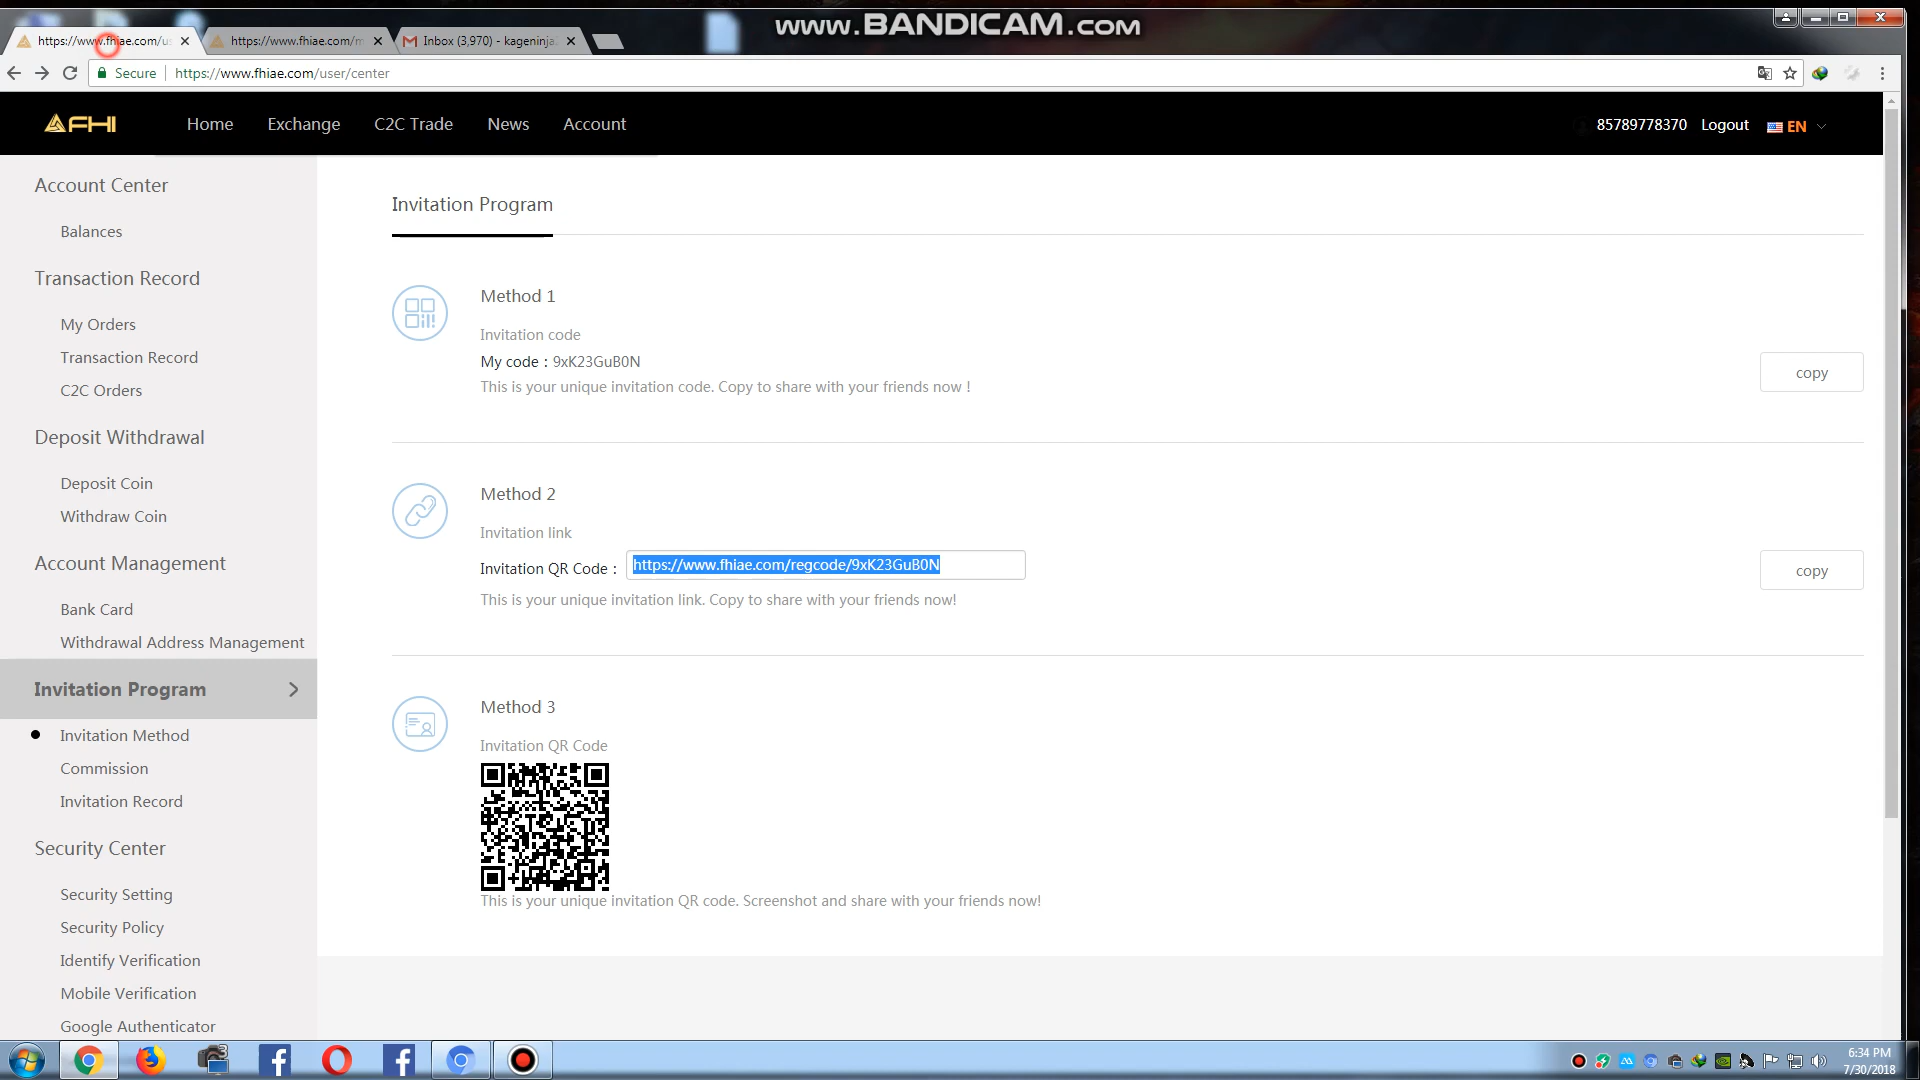 www.BANDICAM.com
https://www.fhiae.com/us
https://www.fhiae.com/m
Inbox (3,970) - kageninja
Secure
https://www.fhiae.com/user/center
FHI
Home
Exchange
C2C Trade
News
Account
85789778370
Logout
EN
Account Center
Balances
Transaction Record
My Orders
Transaction Record
C2C Orders
Deposit Withdrawal
Deposit Coin
Withdraw Coin
Account Management
Bank Card
Withdrawal Address Management
Invitation Program
Invitation Method
Commission
Invitation Record
Security Center
Security Setting
Security Policy
Identify Verification
Mobile Verification
Google Authenticator
Invitation Program
Method 1
Invitation code
My code : 9xK23GuB0N
This is your unique invitation code. Copy to share with your friends now !
copy
Method 2
Invitation link
Invitation QR Code : https://www.fhiae.com/regcode/9xK23GuB0N
This is your unique invitation link. Copy to share with your friends now!
copy
Method 3
Invitation QR Code
This is your unique invitation QR code. Screenshot and share with your friends now!
6:34 PM
7/30/2018